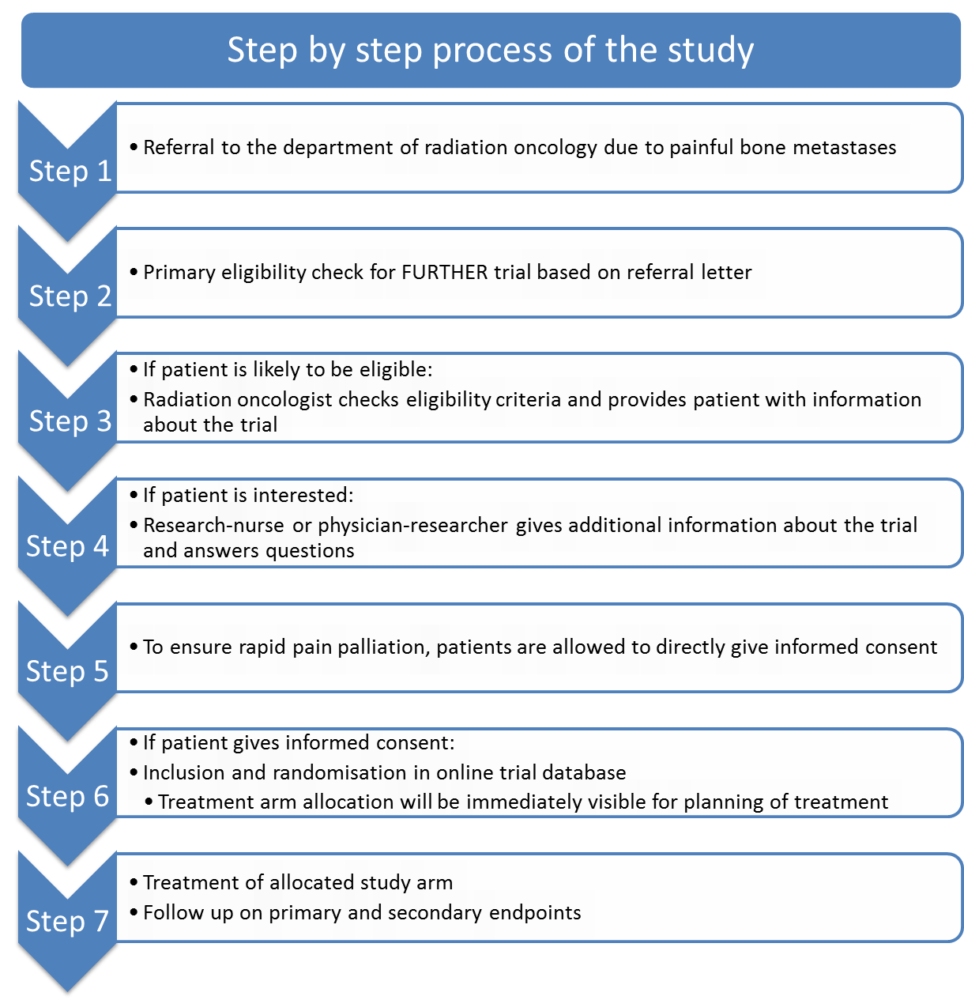 Step by step process of the study
Step 1
• Referral to the department of radiation oncology due to painful bone metastases
Step 2
• Primary eligibility check for FURTHER trial based on referral letter
Step 3
• If patient is likely to be eligible:
• Radiation oncologist checks eligibility criteria and provides patient with information
about the trial
Step 4
• If patient is interested:
• Research-nurse or physician-researcher gives additional information about the trial
and answers questions
Step 5
• To ensure rapid pain palliation, patients are allowed to directly give informed consent
Step 6
• If patient gives informed consent:
• Inclusion and randomisation in online trial database
• Treatment arm allocation will be immediately visible for planning of treatment
Step 7
• Treatment of allocated study arm
• Follow up on primary and secondary endpoints